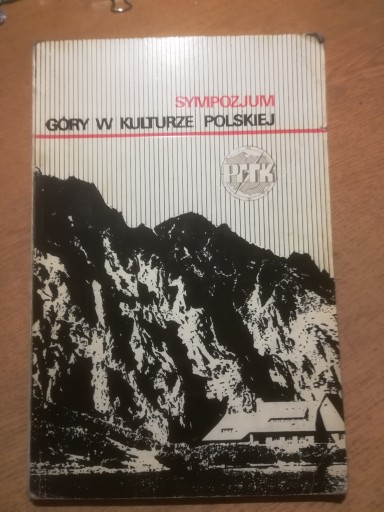 SYMPOZJUM
GÓRY W KULTURZE POLSKIEJ
PTTK